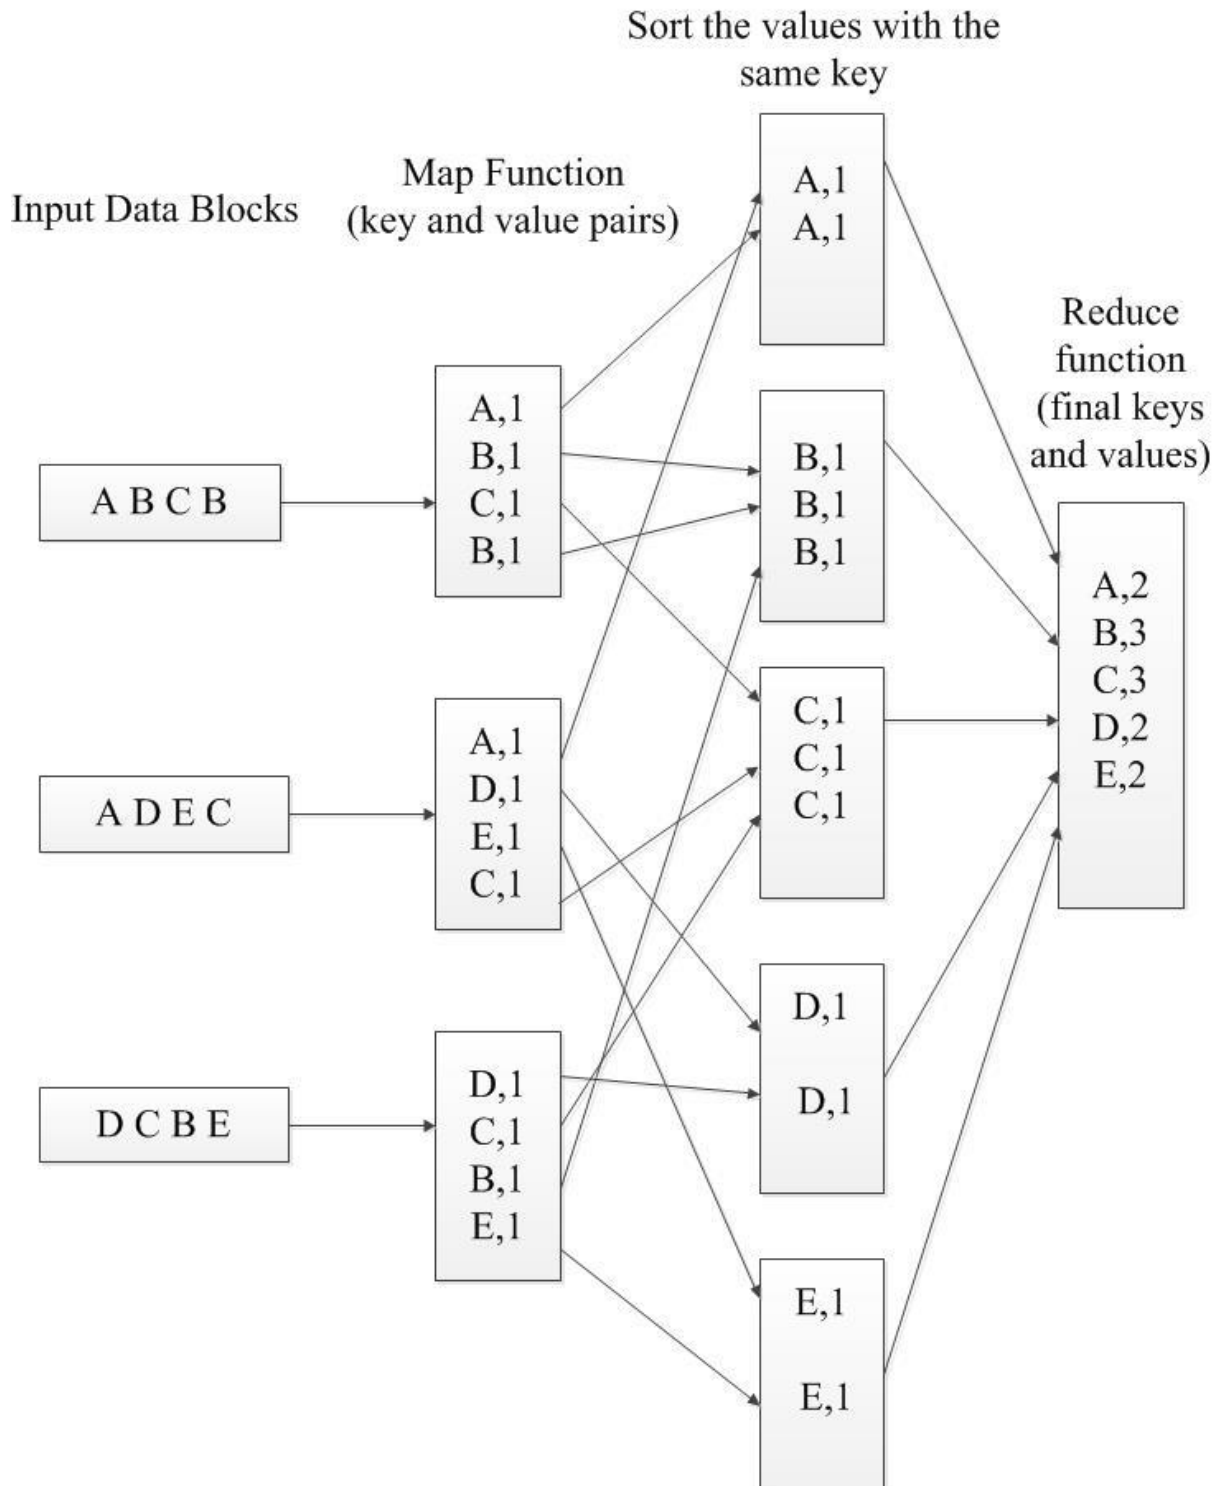 Sort the values with the
same key
Input Data Blocks
Map Function
(key and value pairs)
Reduce
function
(final keys
and values)
A B C B
A D E C
D C B E
A,1
B,1
C,1
B,1
A,1
D,1
E,1
C,1
D,1
C,1
B,1
E,1
A,1
A,1
B,1
B,1
B,1
C,1
C,1
C,1
D,1
D,1
E,1
E,1
A,2
B,3
C,3
D,2
E,2